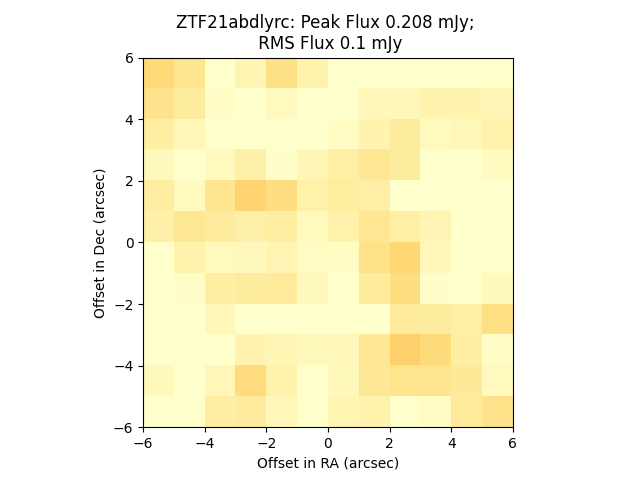 ZTF21abdlyrc: Peak Flux 0.208 mJy;
RMS Flux 0.1 mJy
6
4
2
0
−2
−4
−6
Offset in Dec (arcsec)
−6 −4 −2 0 2 4 6
Offset in RA (arcsec)